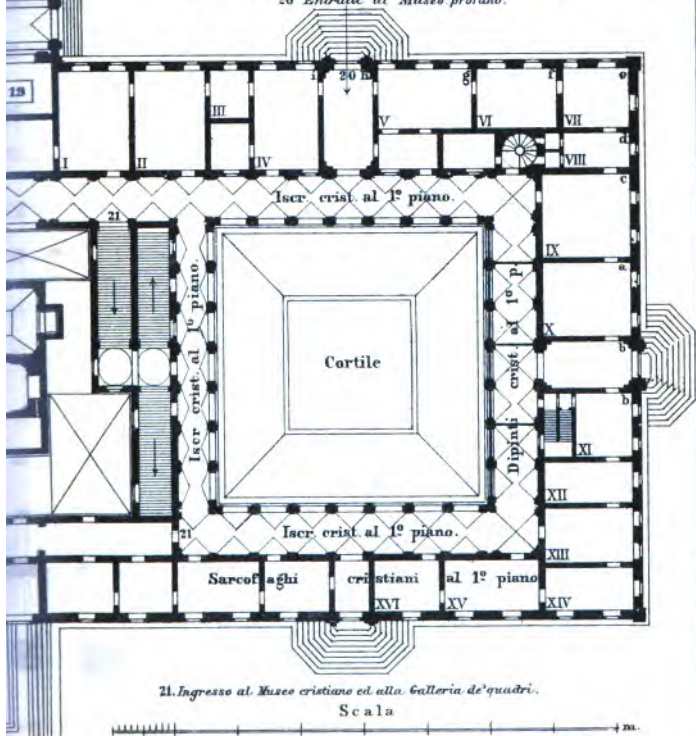 20 Entrate al Museo profano.
19
I
II
III
IV
i
20
h
V
g
VI
f
VII
e
VIII
d
c
IX
a
X
b
b
XI
XII
XIII
XIV
XV
XVI
21
Iscr. crist. al 1º piano.
Iscr. crist. al 1º piano.
Cortile
Dipinti crist. al 1º p.
Iscr. crist. al 1º piano.
21
Sarcofaghi cristiani al 1º piano
21. Ingresso al Museo cristiano ed alla Galleria de'quadri.
Scala
m.